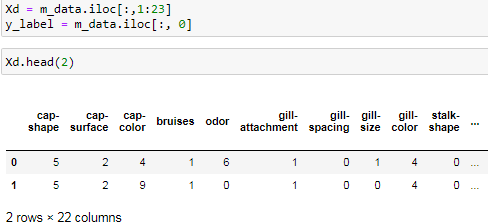 Xd = m_data.iloc[:,1:23]
y_label = m_data.iloc[:, 0]
Xd.head(2)
cap-shape cap-surface cap-color bruises odor gill-attachment gill-spacing gill-size gill-color stalk-shape ...
0 5 2 4 1 6 1 0 1 4 0 ...
1 5 2 9 1 0 1 0 0 4 0 ...
2 rows × 22 columns